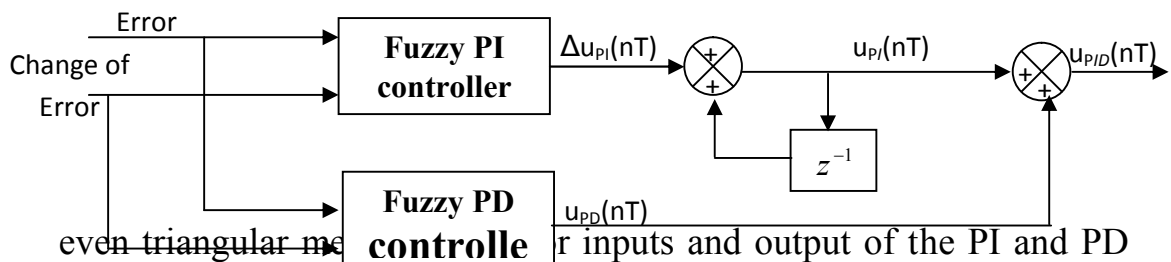 Error
Change of
Error
Fuzzy PI
controller
Δu_PI(nT)
+
+
u_PI(nT)
z⁻¹
+
+
u_PID(nT)
Fuzzy PD
controlle
u_PD(nT)
even triangular me
r inputs and output of the PI and PD